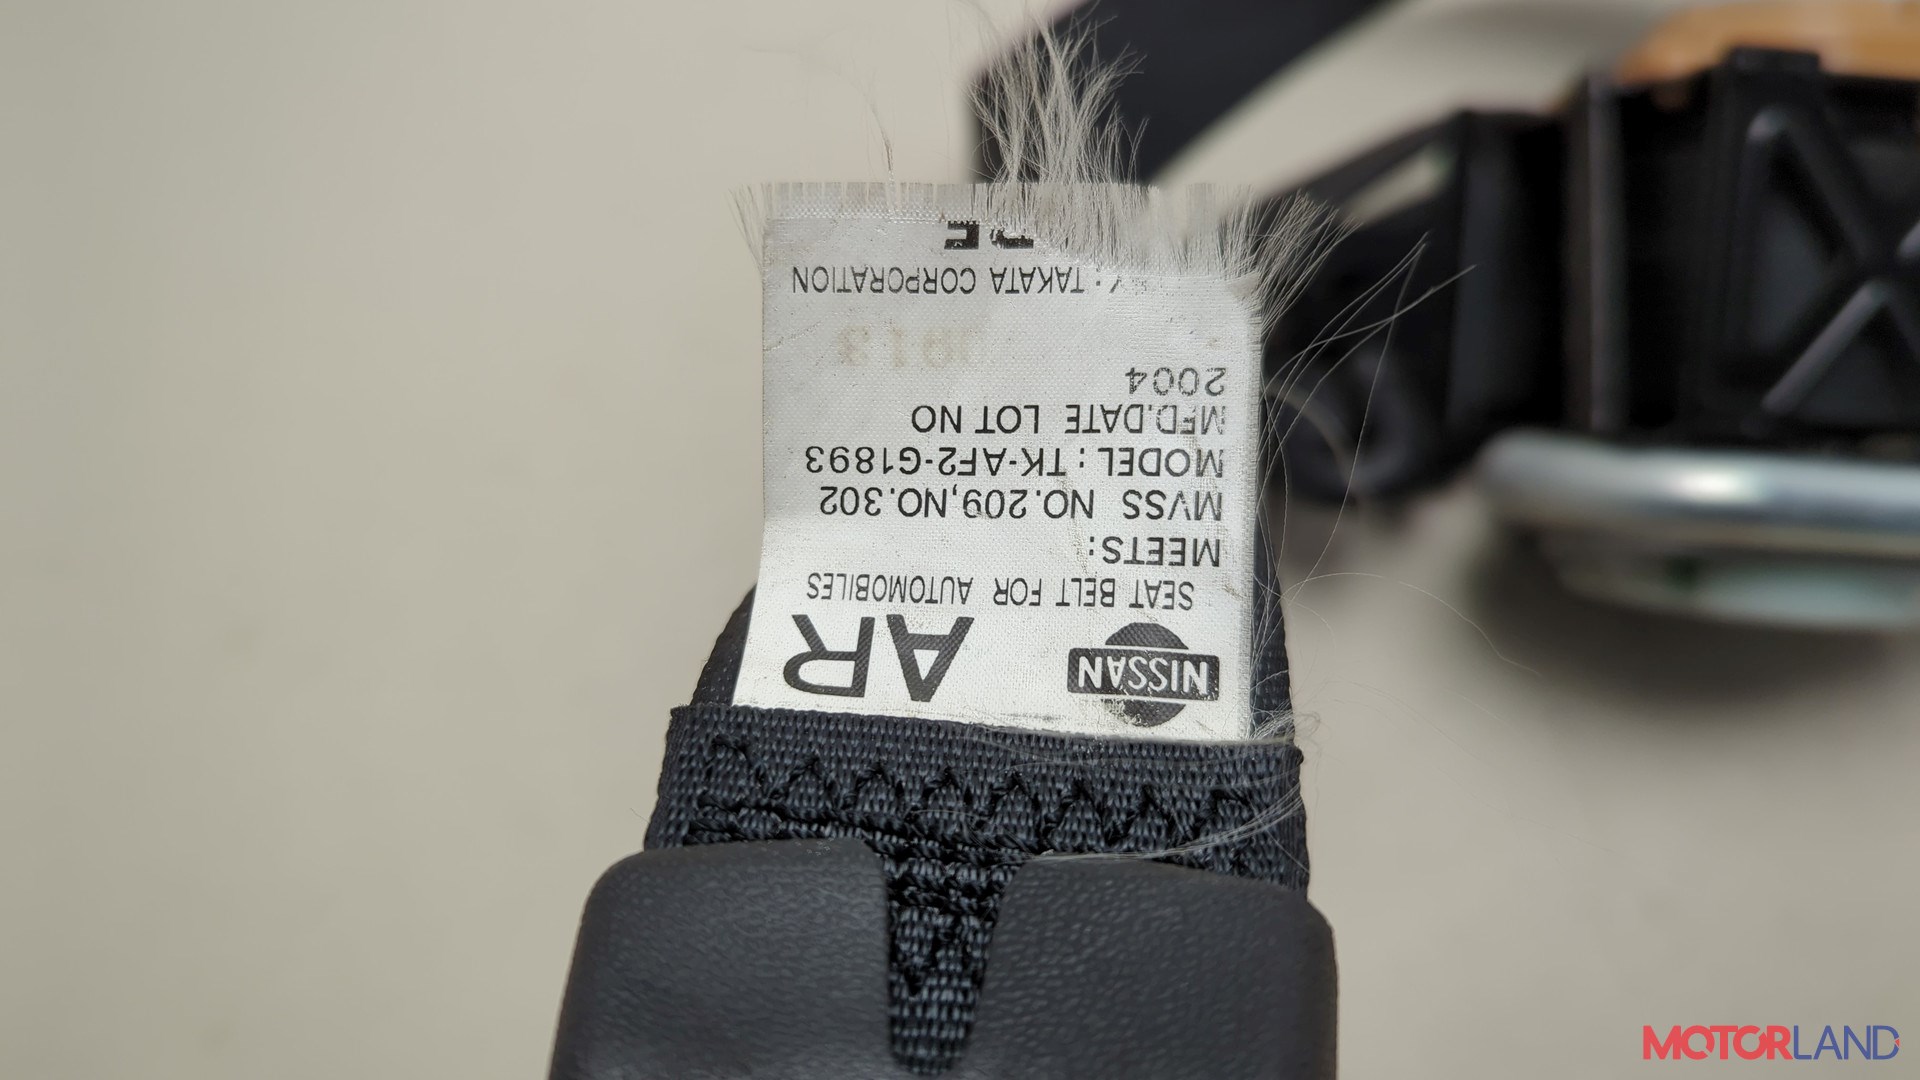 NISSAN AR
SEAT BELT FOR AUTOMOBILES
MEETS:
MVSS NO.209,NO.302
MODEL: TK-AF2-G1893
MFD.DATE LOT NO
2004
TAKATA CORPORATION
MOTORLAND